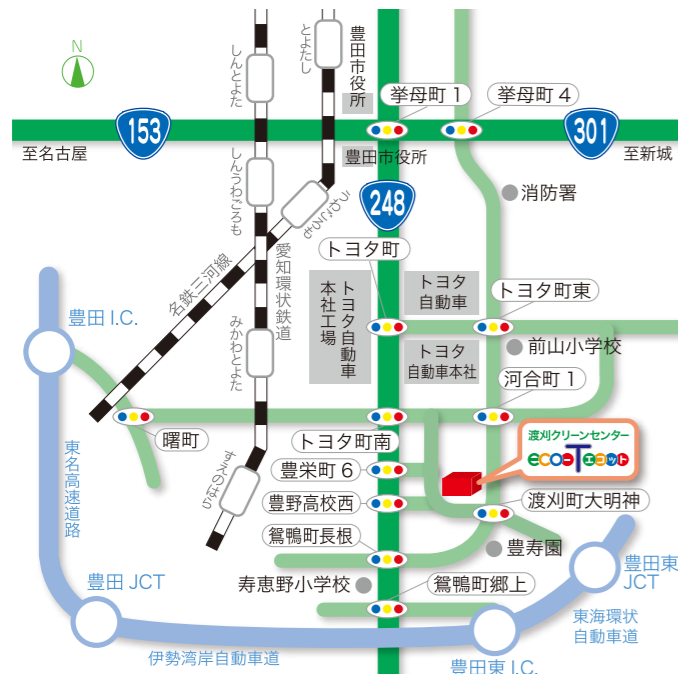 N
しんとよた
とよたし
豊田市役所
挙母町1
挙母町4
153
301
至名古屋
豊田市役所
至新城
しんうわごろも
うわごろも
248
消防署
愛知環状鉄道
トヨタ町
名鉄三河線
トヨタ自動車
本社工場
トヨタ
自動車
トヨタ町東
豊田 I.C.
みかわとよた
トヨタ
自動車本社
前山小学校
河合町1
曙町
トヨタ町南
渡刈クリーンセンター
eco-T
エコット
東名高速道路
すえのはら
豊栄町6
豊野高校西
渡刈町大明神
鴛鴨町長根
豊寿園
豊田 JCT
寿恵野小学校
鴛鴨町郷上
豊田東
JCT
東海環状
自動車道
伊勢湾岸自動車道
豊田東 I.C.